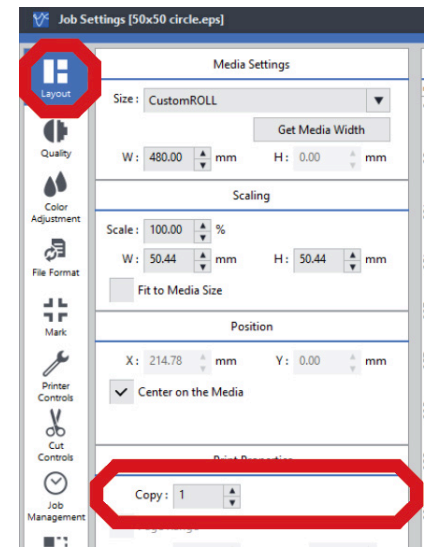 Job Settings [50x50 circle.eps]
Layout
Quality
Color
Adjustment
File Format
Mark
Printer
Controls
Cut
Controls
Job
Management
Media Settings
Size : CustomROLL
Get Media Width
W : 480.00 mm H : 0.00 mm
Scaling
Scale : 100.00 %
W : 50.44 mm H : 50.44 mm
Fit to Media Size
Position
X : 214.78 mm Y : 0.00 mm
Center on the Media
Print Properties
Copy : 1